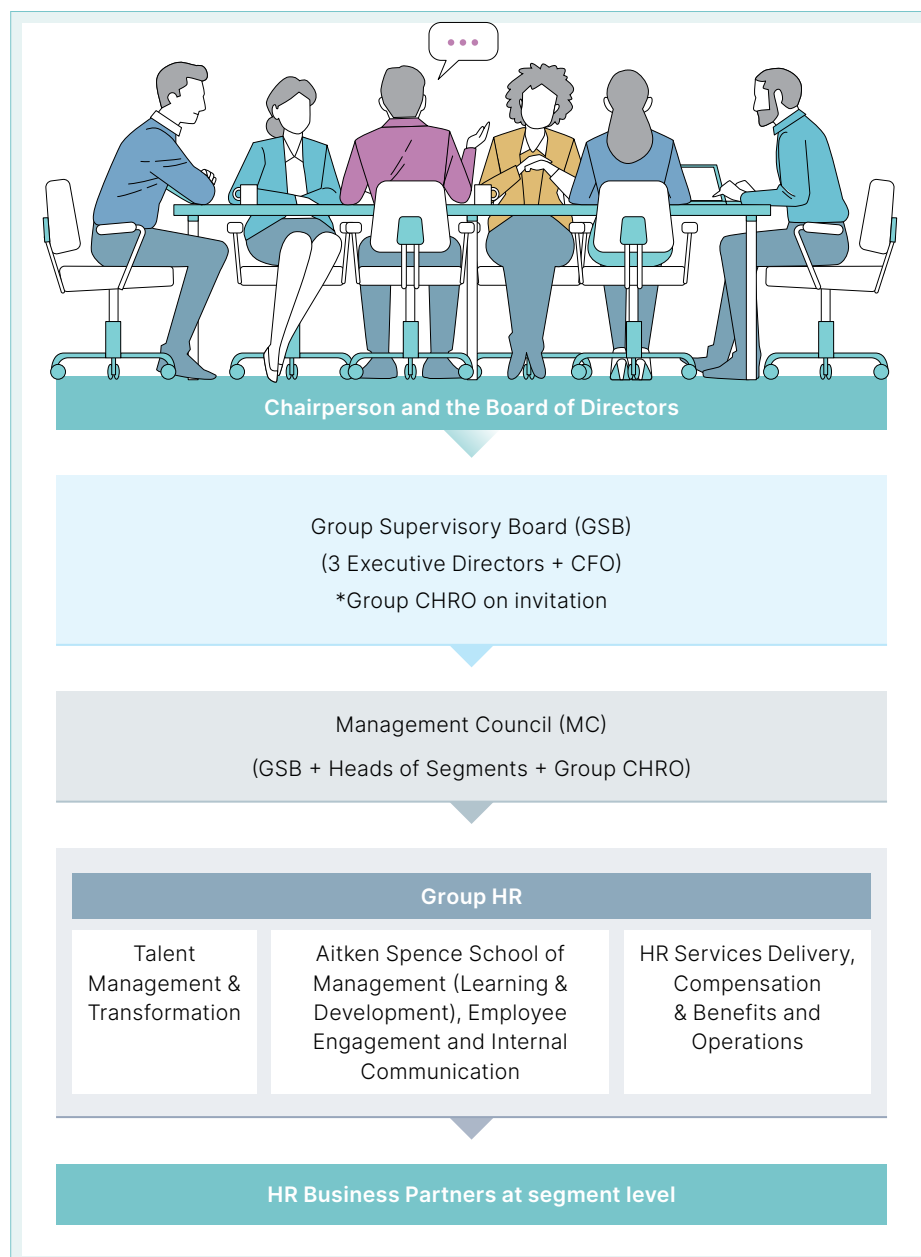 Chairperson and the Board of Directors
Group Supervisory Board (GSB)
(3 Executive Directors + CFO)
*Group CHRO on invitation
Management Council (MC)
(GSB + Heads of Segments + Group CHRO)
Group HR
Talent
Management &
Transformation
Aitken Spence School of
Management (Learning &
Development), Employee
Engagement and Internal
Communication
HR Services Delivery,
Compensation
& Benefits and
Operations
HR Business Partners at segment level